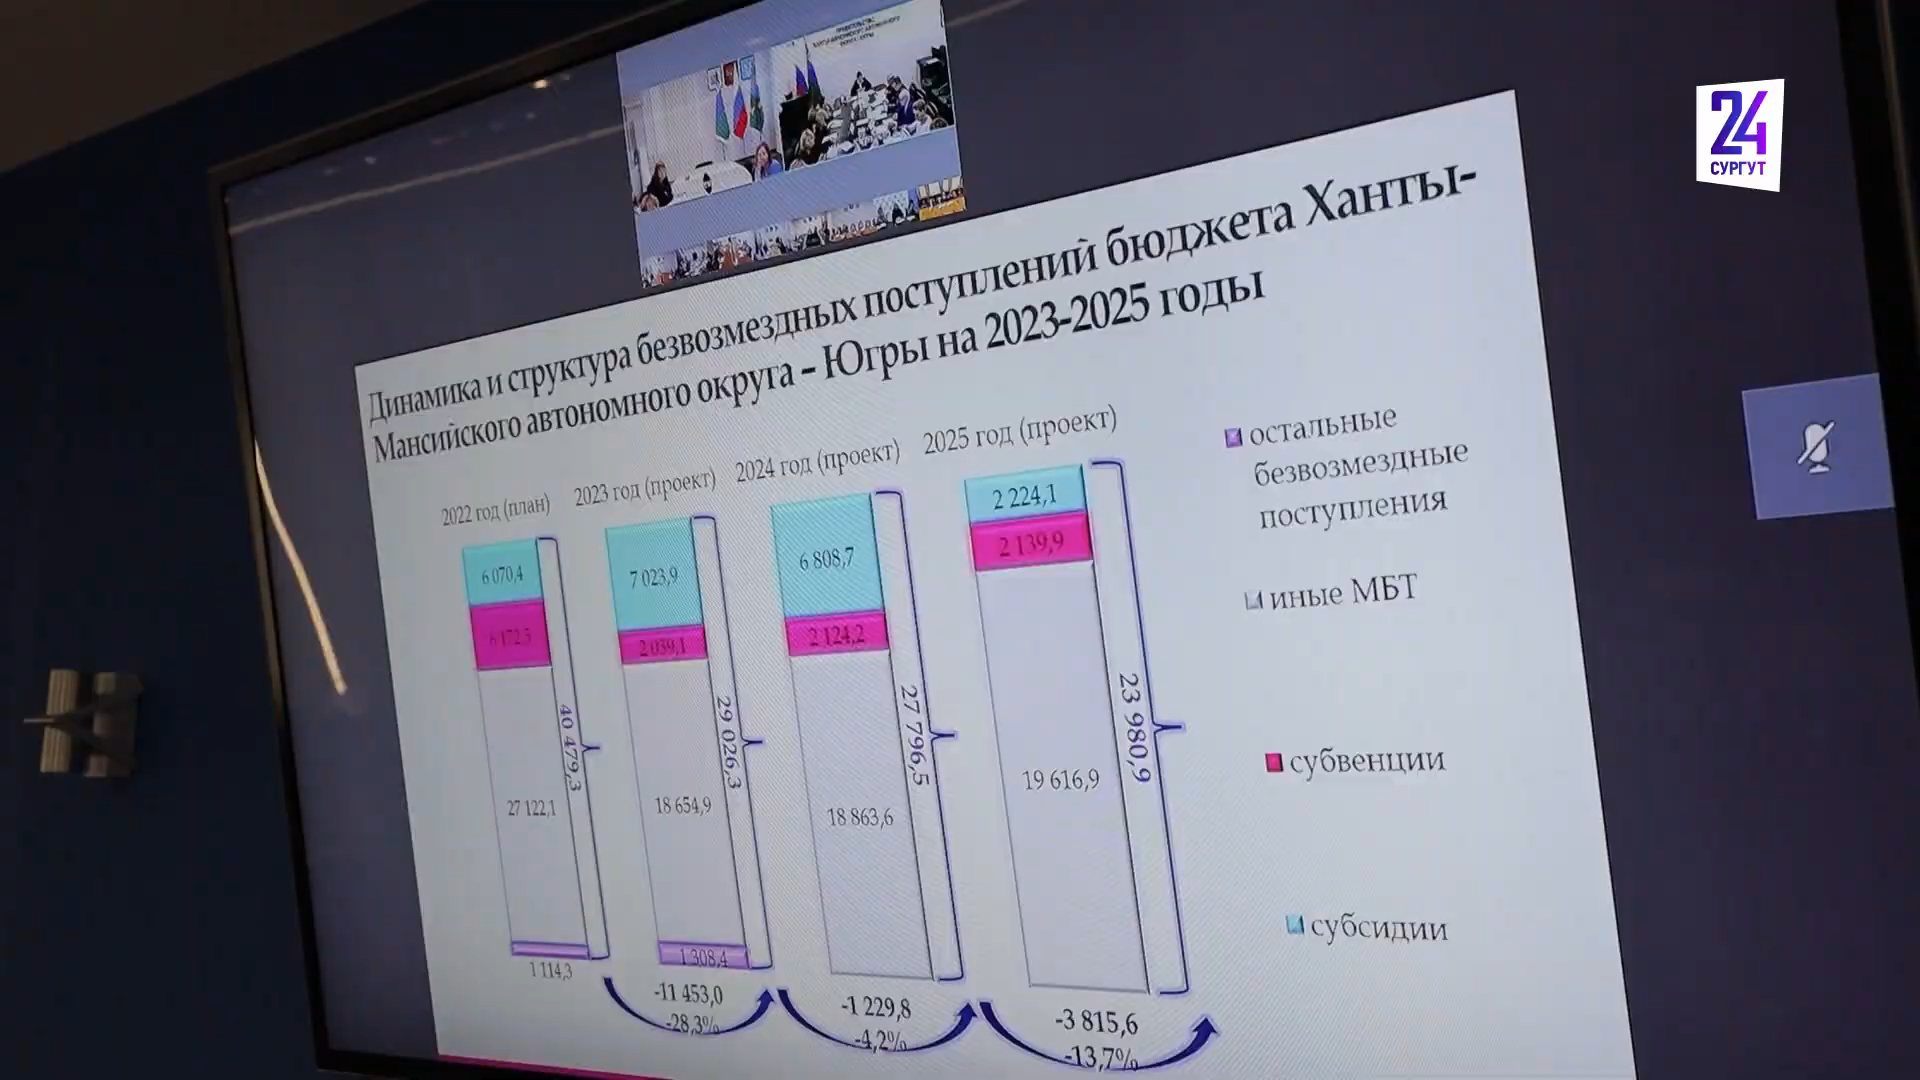 24
СУРГУТ
Динамика и структура безвозмездных поступлений бюджета Ханты-
Мансийского автономного округа – Югры на 2023-2025 годы
2022 год (план)
2023 год (проект)
2024 год (проект)
2025 год (проект)
6 070,4
27 122,1
1 114,3
40 479,3
7 023,9
2 039,1
18 654,9
1 308,4
29 026,3
6 808,7
2 124,2
18 863,6
27 796,5
2 224,1
2 139,9
19 616,9
23 980,9
-11 453,0
-28,3%
-1 229,8
-4,2%
-3 815,6
-13,7%
остальные
безвозмездные
поступления
иные МБТ
субвенции
субсидии